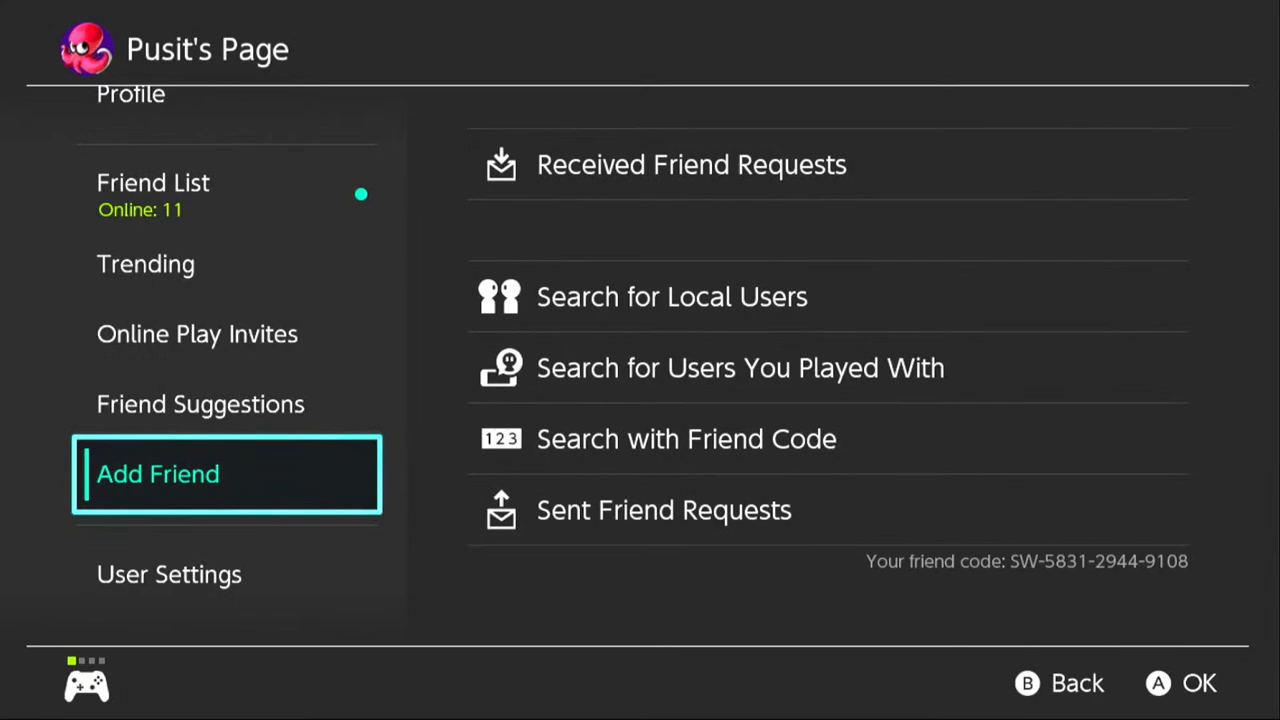 Pusit's Page
Profile
Friend List
Online: 11
Trending
Online Play Invites
Friend Suggestions
Add Friend
User Settings
Received Friend Requests
Search for Local Users
Search for Users You Played With
123 Search with Friend Code
Sent Friend Requests
Your friend code: SW-5831-2944-9108
B Back A OK